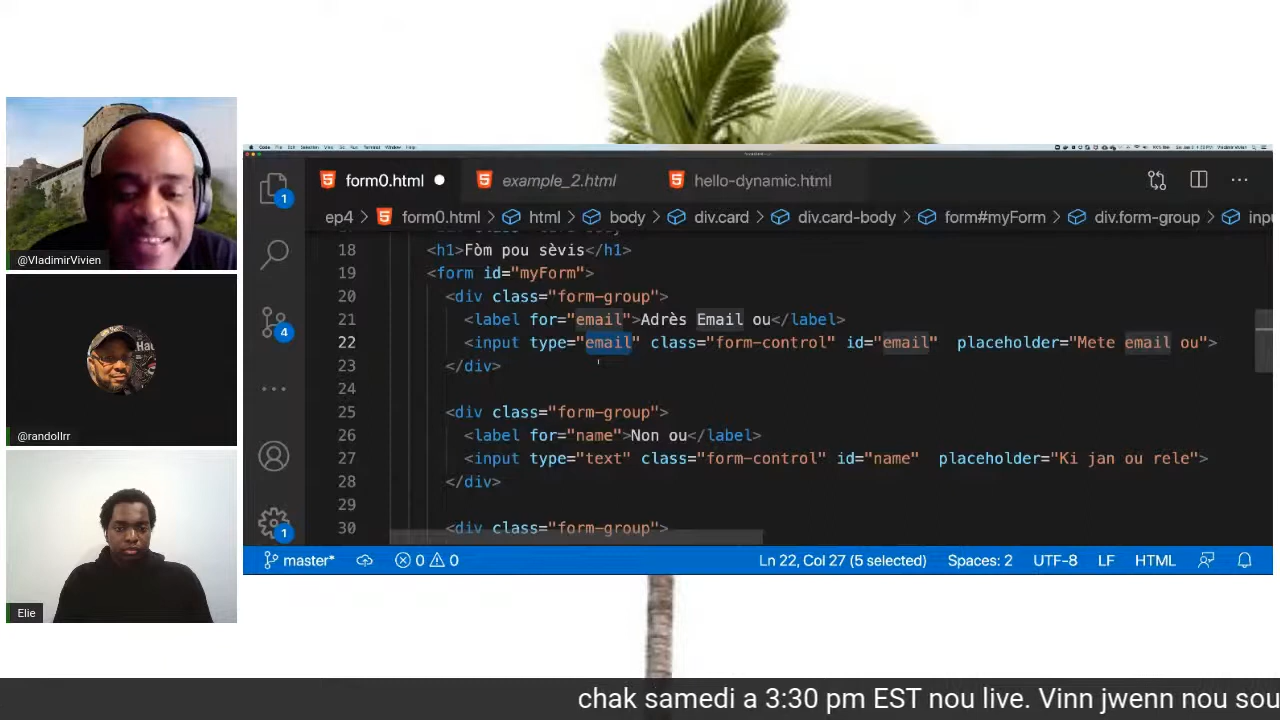 @VladimirVivien
@randollrr
Elie
form0.html
example_2.html
hello-dynamic.html
ep4 > form0.html > html > body > div.card > div.card-body > form#myForm > div.form-group > inpu
18 <h1>Fòm pou sèvis</h1>
19 <form id="myForm">
20 <div class="form-group">
21 <label for="email">Adrès Email ou</label>
22 <input type="email" class="form-control" id="email"  placeholder="Mete email ou">
23 </div>
24
25 <div class="form-group">
26 <label for="name">Non ou</label>
27 <input type="text" class="form-control" id="name"  placeholder="Ki jan ou rele">
28 </div>
29
30 <div class="form-group">
1
4
1
master* 0 0 Ln 22, Col 27 (5 selected) Spaces: 2 UTF-8 LF HTML
chak samedi a 3:30 pm EST nou live. Vinn jwenn nou sou